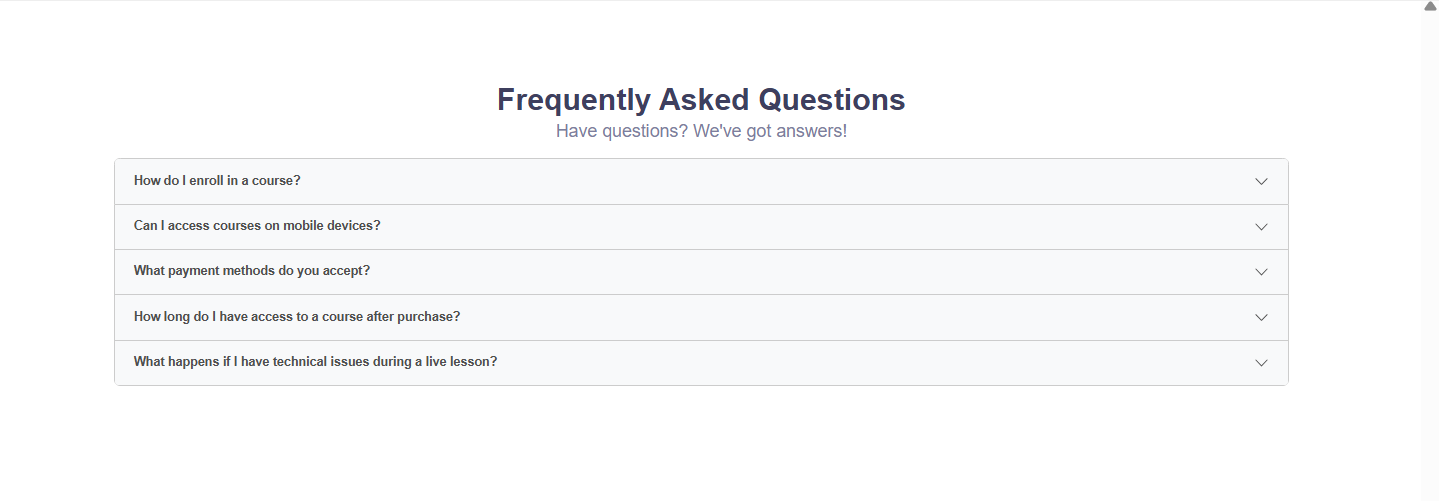 Frequently Asked Questions
Have questions? We've got answers!
How do I enroll in a course?
Can I access courses on mobile devices?
What payment methods do you accept?
How long do I have access to a course after purchase?
What happens if I have technical issues during a live lesson?